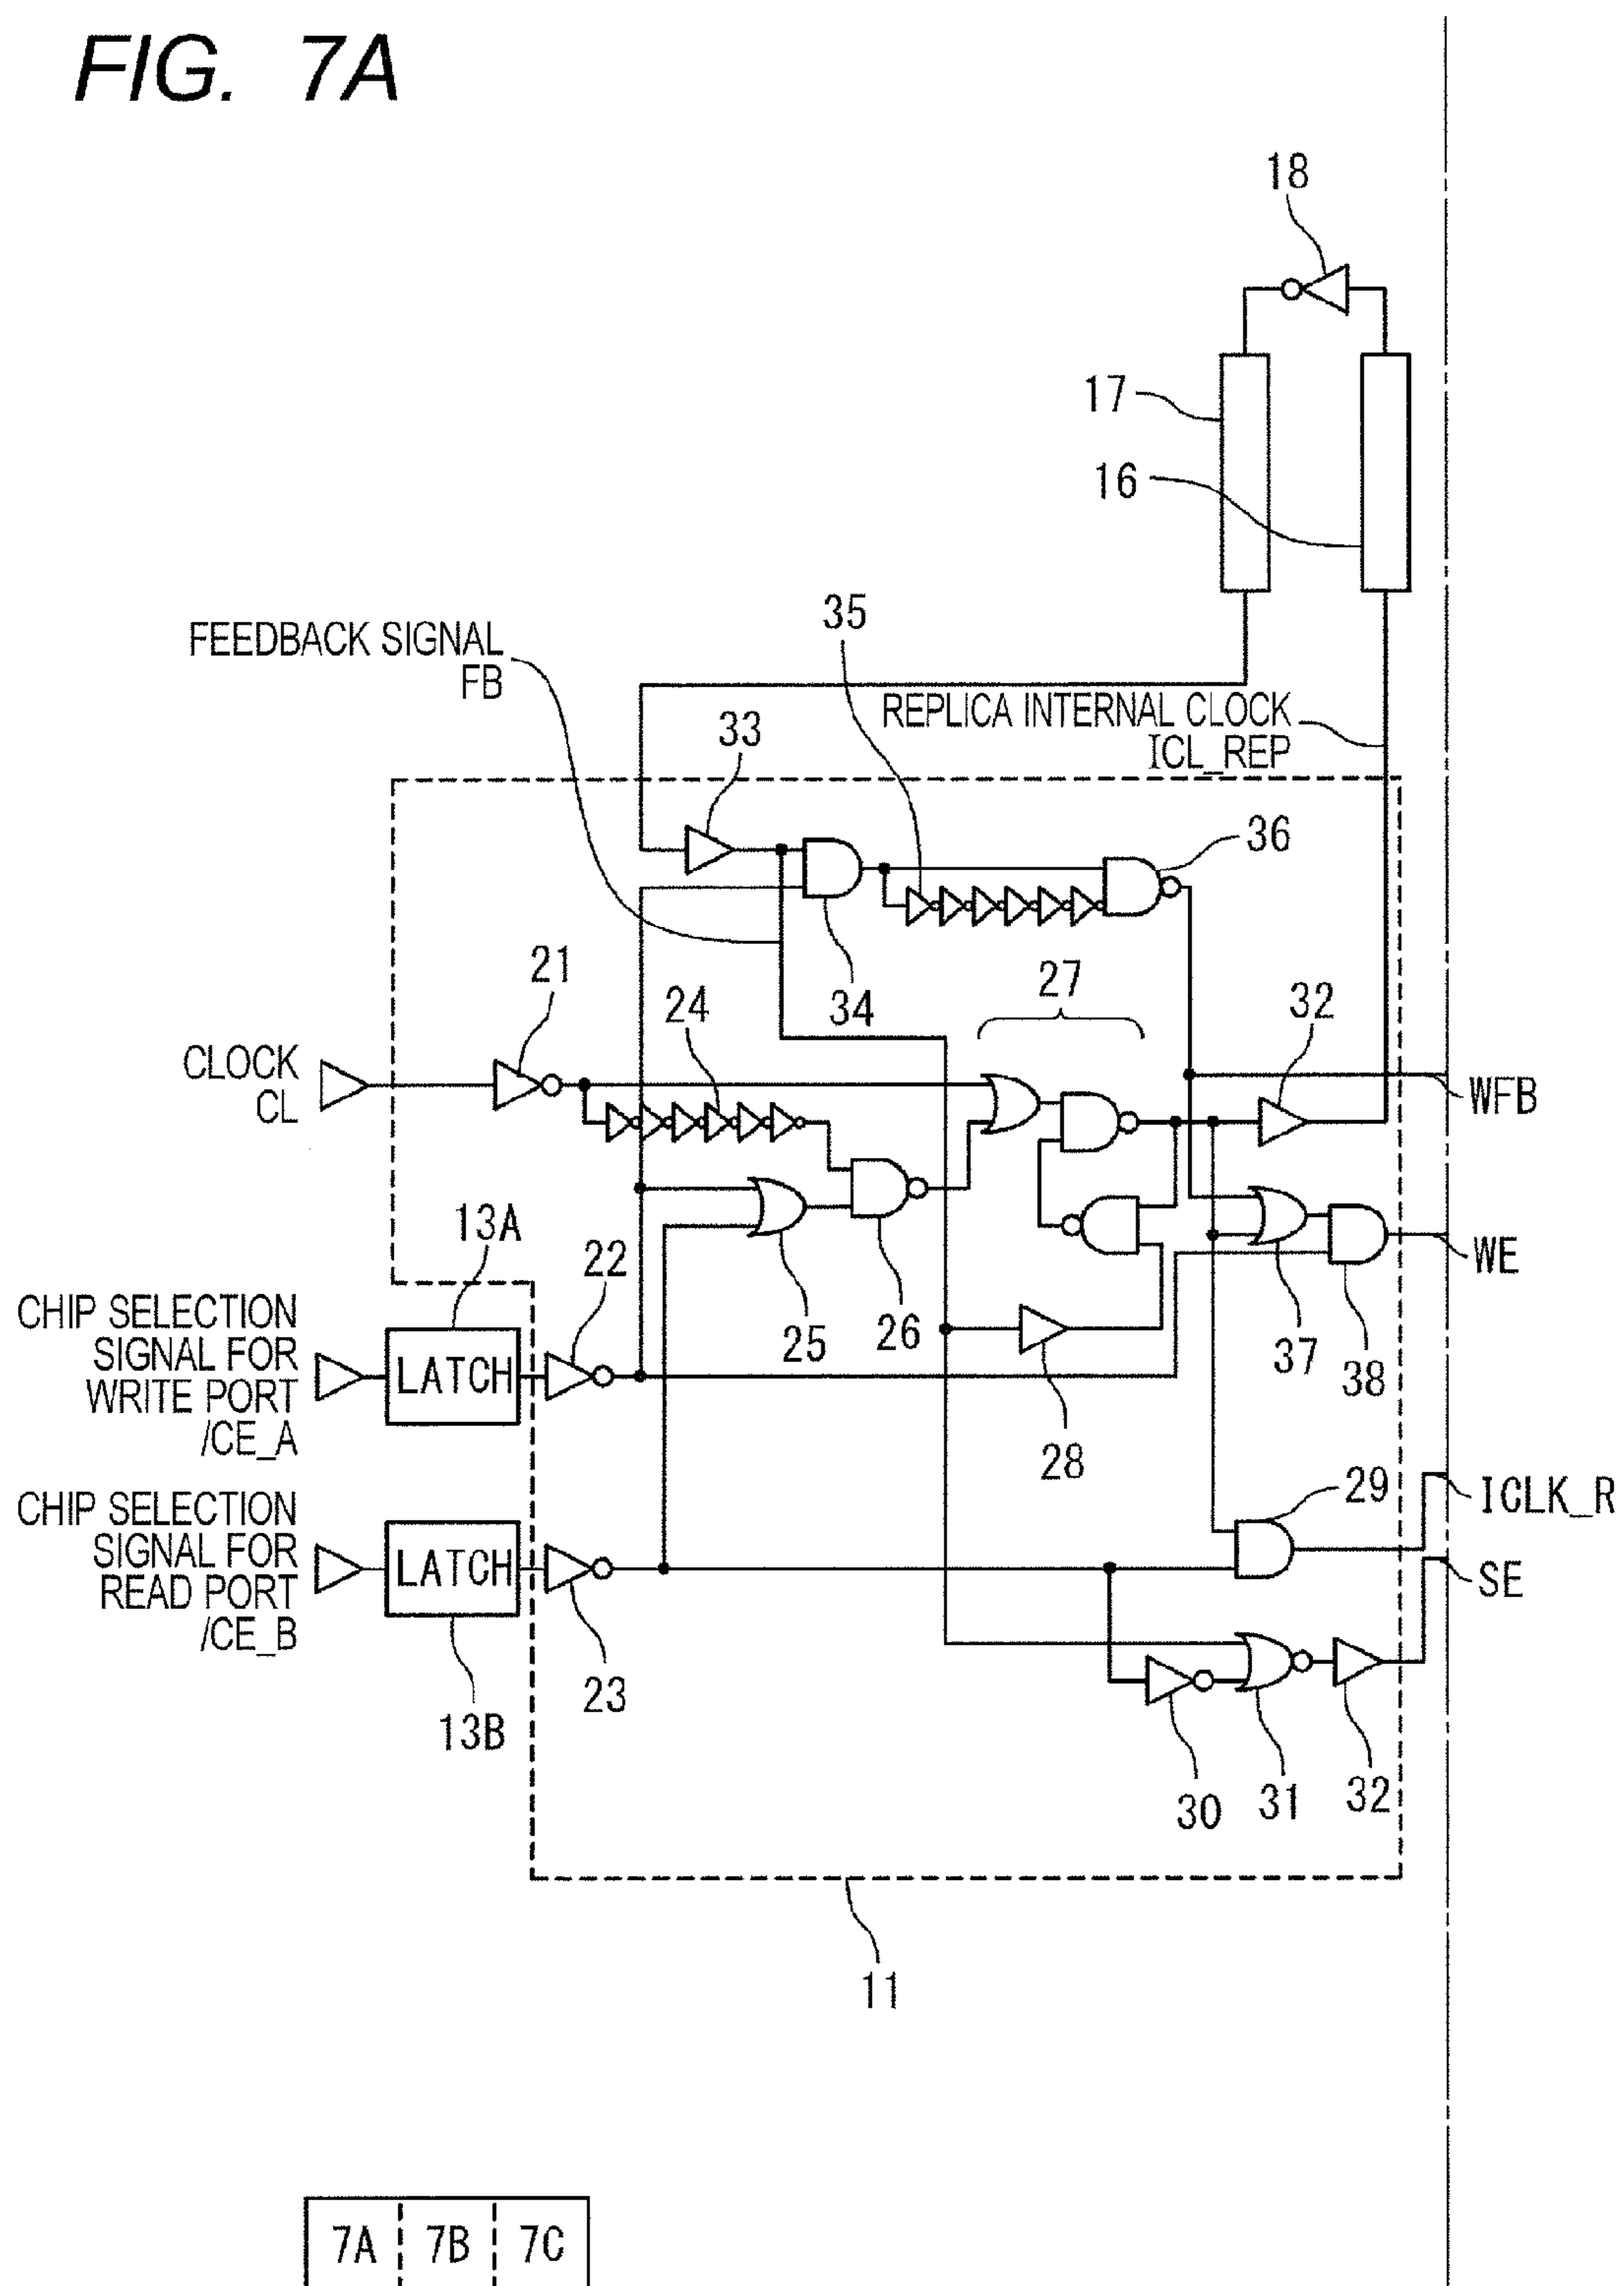 FIG. 7A
18
17
16
35
FEEDBACK SIGNAL
FB
REPLICA INTERNAL CLOCK
ICL_REP
33
36
34
21
24
27
32
CLOCK
CL
WFB
13A
22
WE
CHIP SELECTION
SIGNAL FOR
WRITE PORT
/CE_A
LATCH
25
26
28
37
38
CHIP SELECTION
SIGNAL FOR
READ PORT
/CE_B
LATCH
29
ICLK_R
SE
13B
23
30
31
32
11
7A
7B
7C